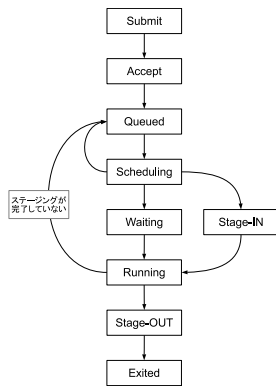 Submit
Accept
Queued
Scheduling
ステージングが
完了していない
Waiting
Stage-IN
Running
Stage-OUT
Exited